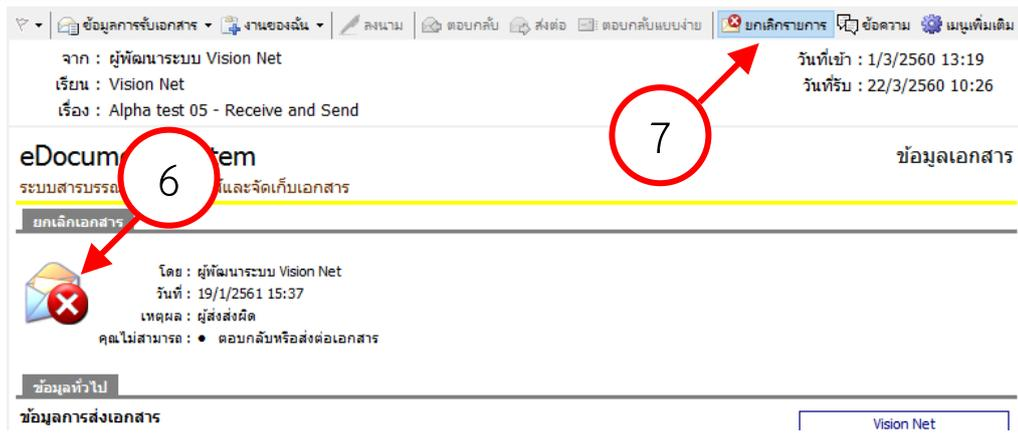 ข้อมูลการรับเอกสาร งานของฉัน ลงนาม ตอบกลับ ส่งต่อ ตอบกลับแบบง่าย ยกเลิกรายการ ข้อความ เมนูเพิ่มเติม
จาก : ผู้พัฒนาระบบ Vision Net วันที่เข้า : 1/3/2560 13:19
เรียน : Vision Net วันที่รับ : 22/3/2560 10:26
เรื่อง : Alpha test 05 - Receive and Send
7
eDocum tem ข้อมูลเอกสาร
6
ระบบสารบรรณ และจัดเก็บเอกสาร
ยกเลิกเอกสาร
โดย : ผู้พัฒนาระบบ Vision Net
วันที่ : 19/1/2561 15:37
เหตุผล : ผู้ส่งส่งผิด
คุณไม่สามารถ : ● ตอบกลับหรือส่งต่อเอกสาร
ข้อมูลทั่วไป
ข้อมูลการส่งเอกสาร
Vision Net